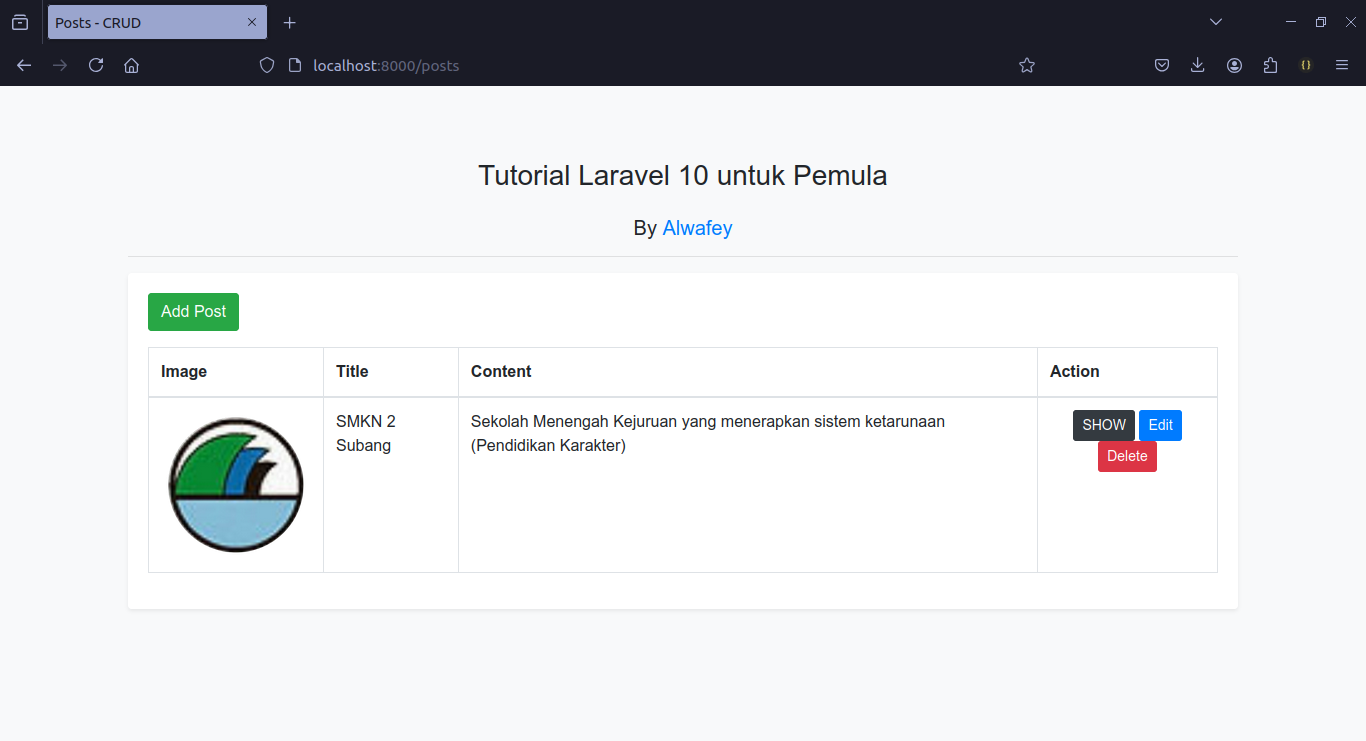 Posts - CRUD
localhost:8000/posts
Tutorial Laravel 10 untuk Pemula
By Alwafey
Add Post
Image Title Content Action
SMKN 2
Subang
Sekolah Menengah Kejuruan yang menerapkan sistem ketarunaan
(Pendidikan Karakter)
SHOW Edit
Delete